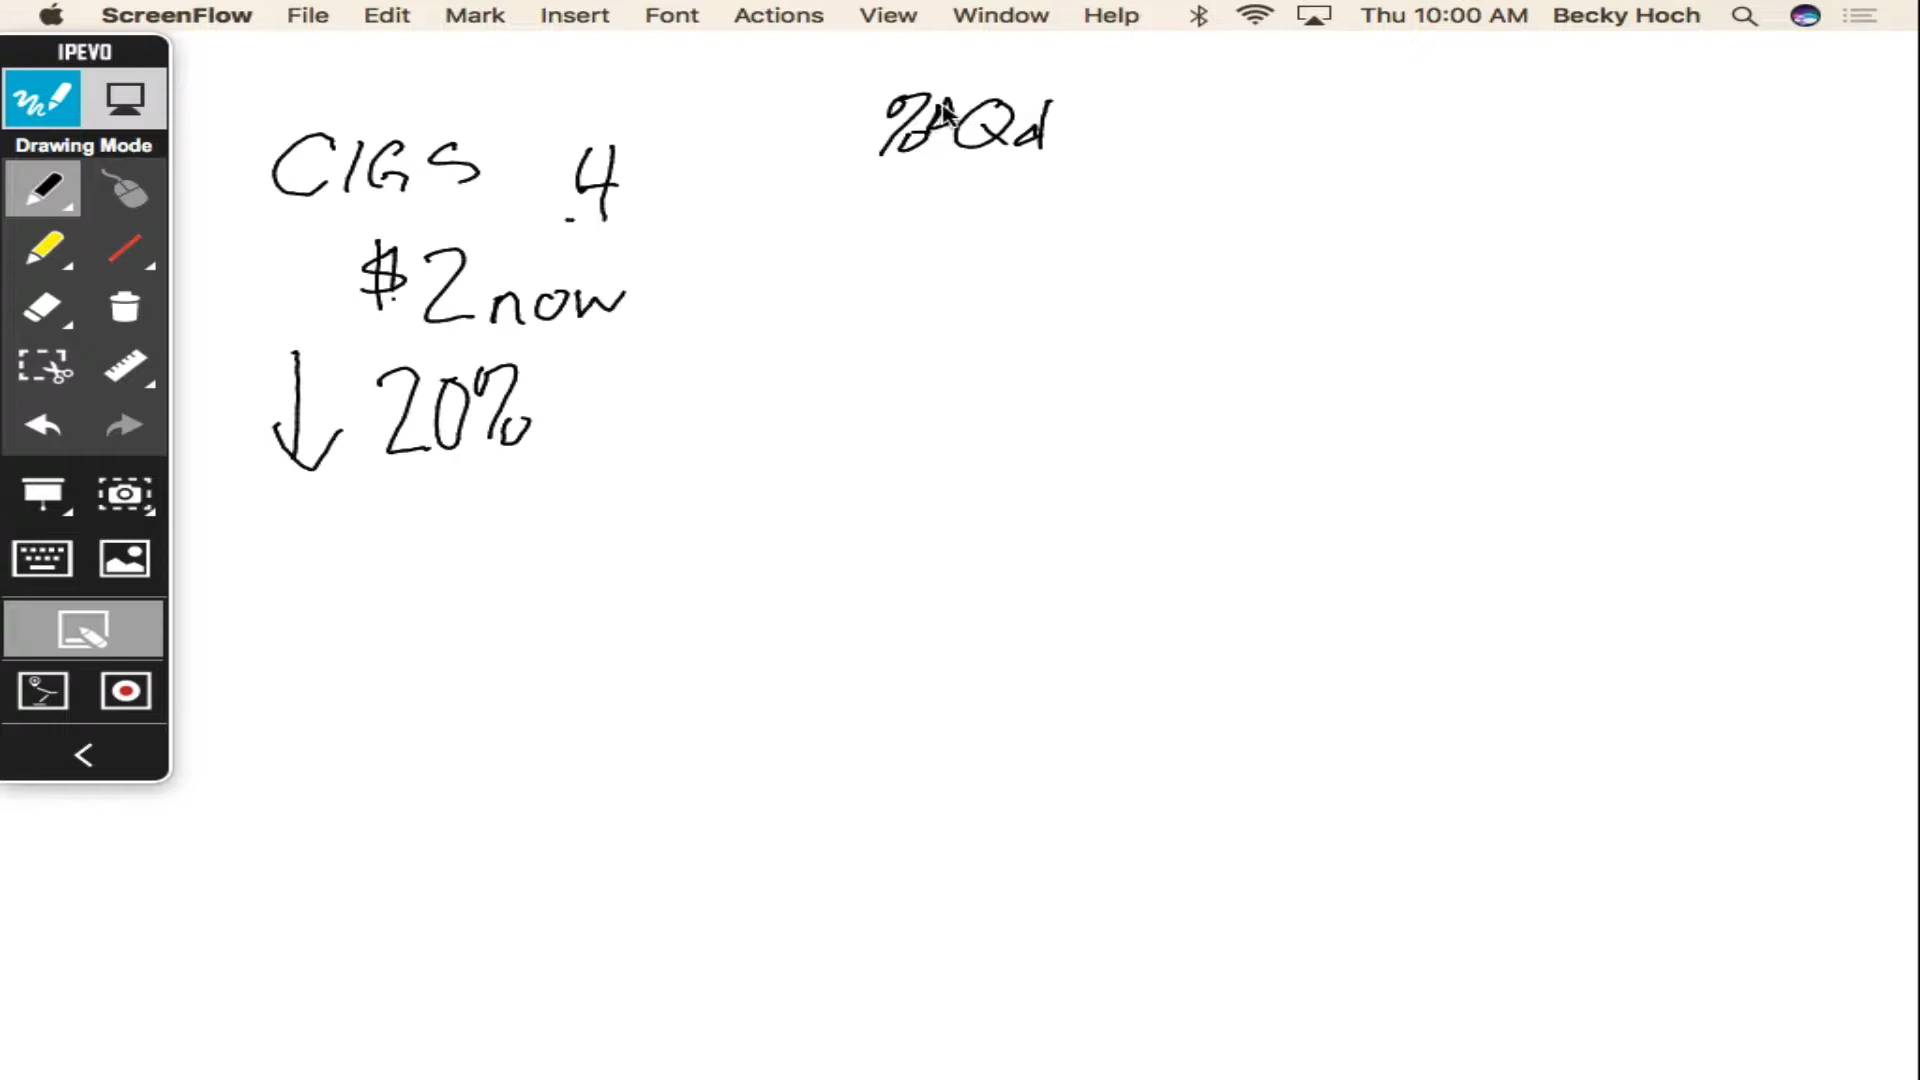 ScreenFlow File Edit Mark Insert Font Actions View Window Help Thu 10:00 AM Becky Hoch
IPEVO
Drawing Mode
CIGS .4
$2 now
↓ 20%
%ΔQd